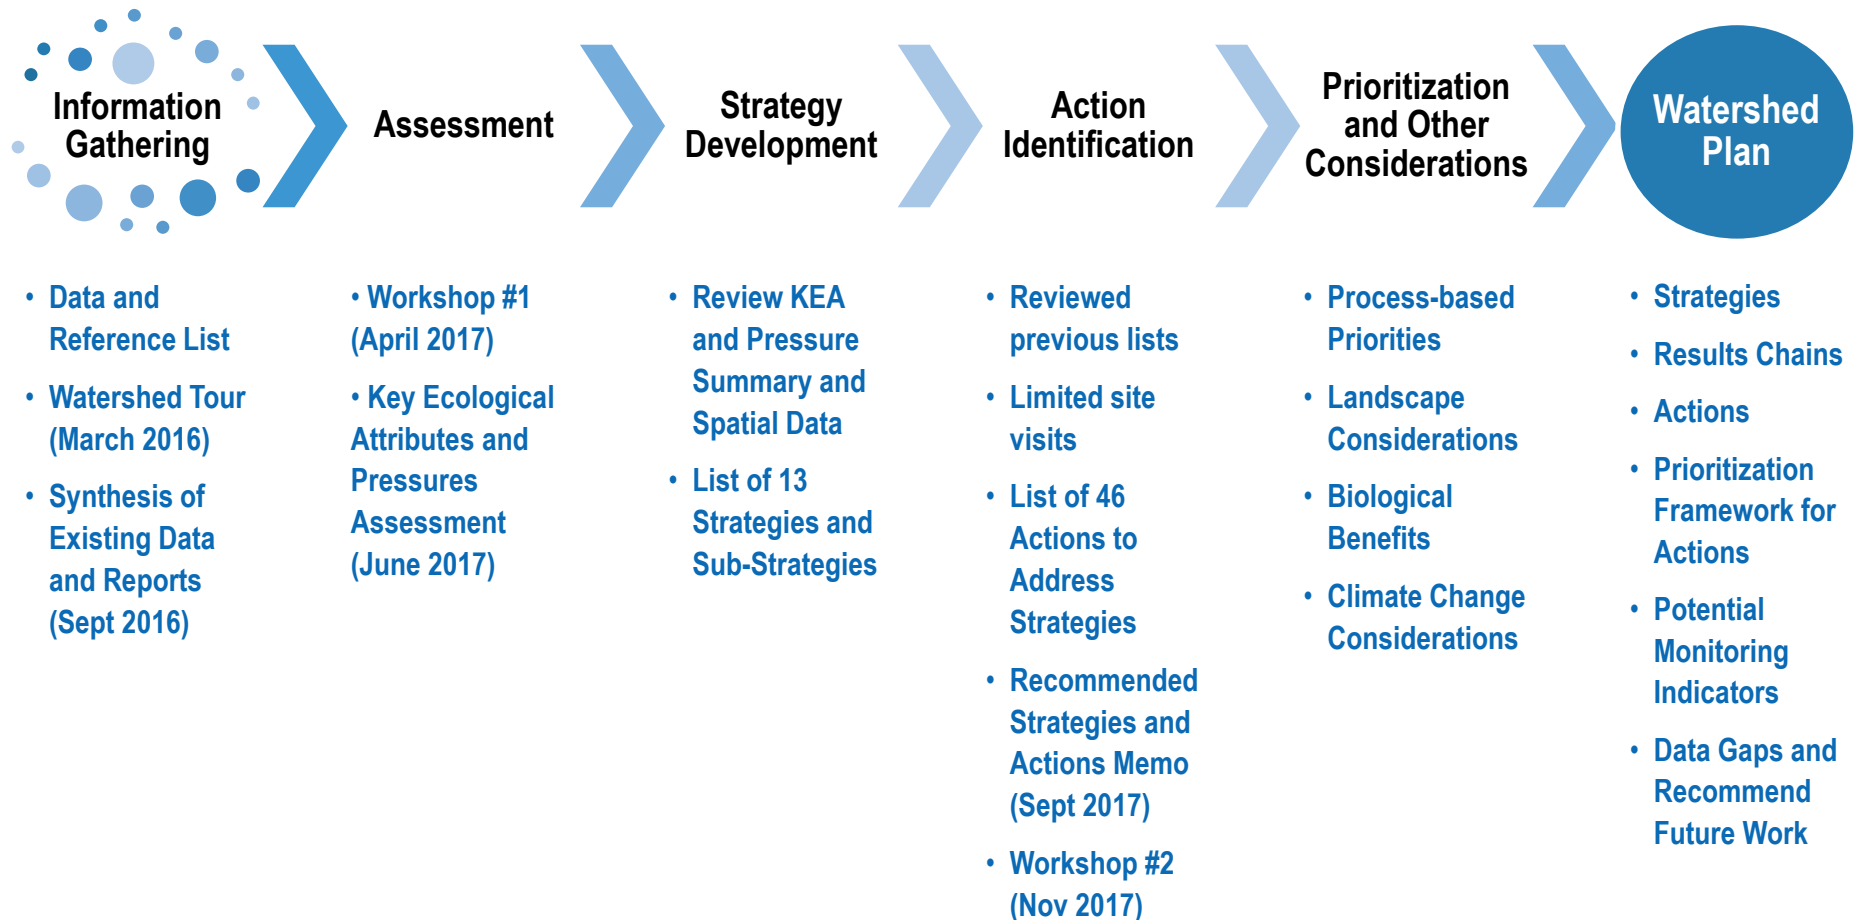 Information
Gathering
Assessment
Strategy
Development
Action
Identification
Prioritization
and Other
Considerations
Watershed
Plan
• Data and
Reference List
• Watershed Tour
(March 2016)
• Synthesis of
Existing Data
and Reports
(Sept 2016)
• Workshop #1
(April 2017)
• Key Ecological
Attributes and
Pressures
Assessment
(June 2017)
• Review KEA
and Pressure
Summary and
Spatial Data
• List of 13
Strategies and
Sub-Strategies
• Reviewed
previous lists
• Limited site
visits
• List of 46
Actions to
Address
Strategies
• Recommended
Strategies and
Actions Memo
(Sept 2017)
• Workshop #2
(Nov 2017)
• Process-based
Priorities
• Landscape
Considerations
• Biological
Benefits
• Climate Change
Considerations
• Strategies
• Results Chains
• Actions
• Prioritization
Framework for
Actions
• Potential
Monitoring
Indicators
• Data Gaps and
Recommend
Future Work